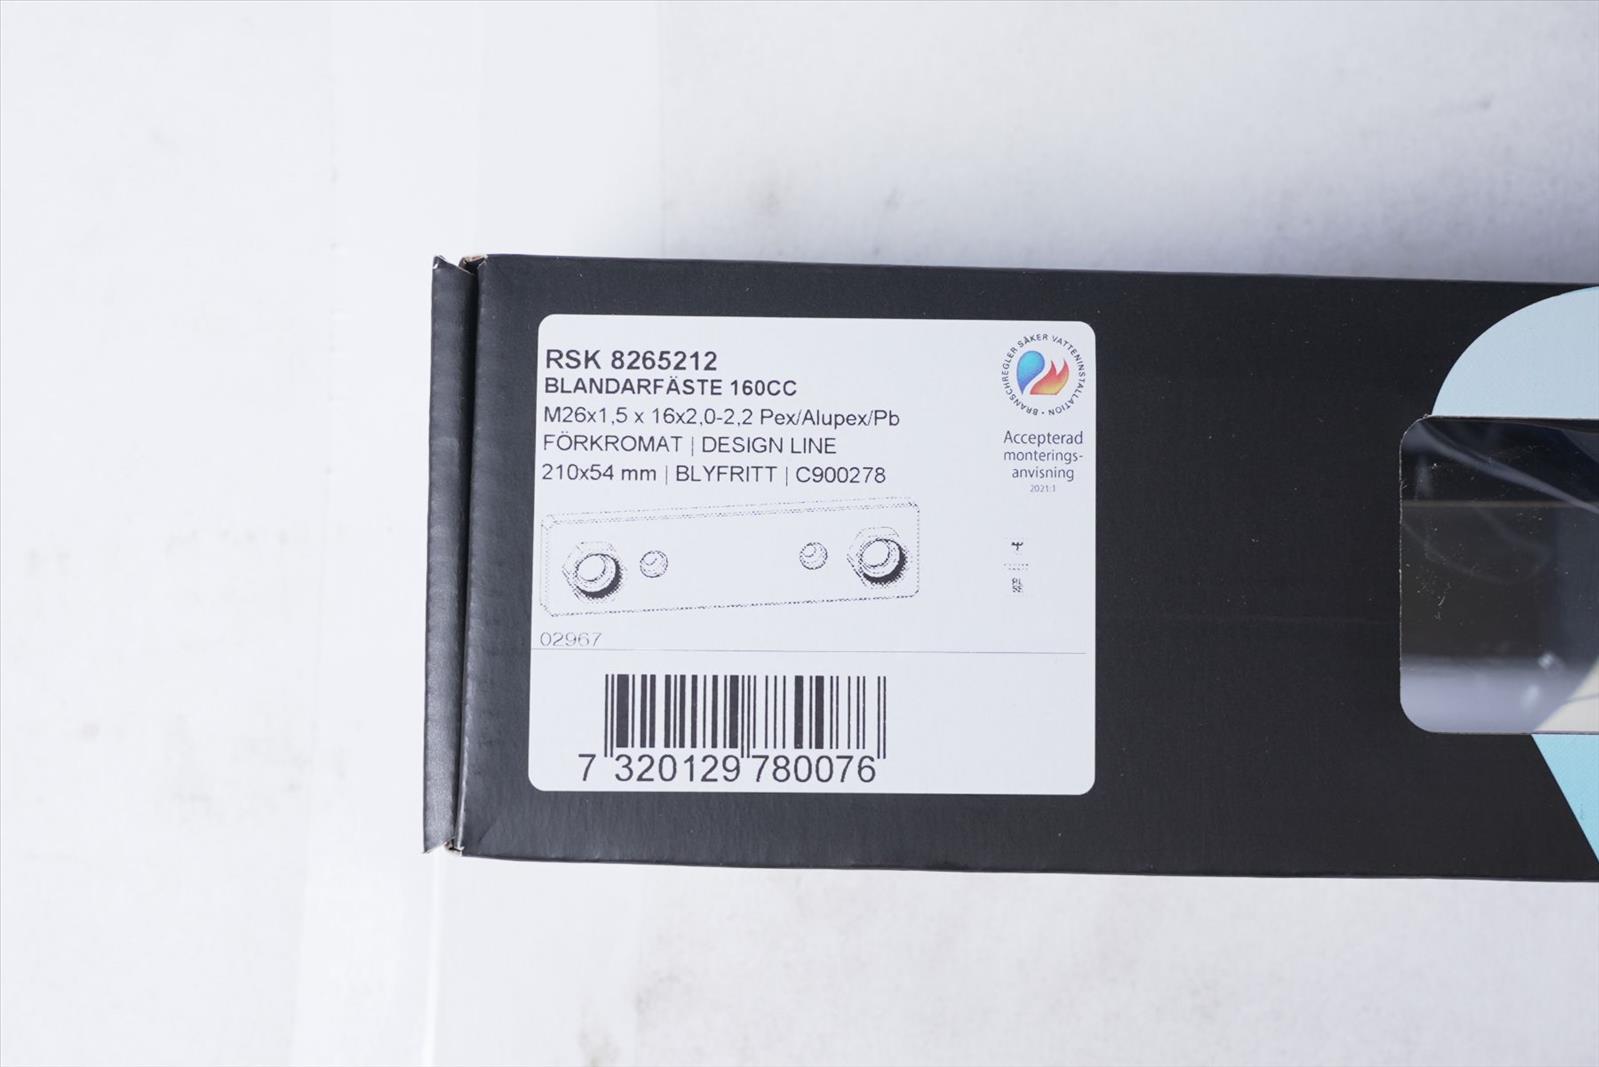 RSK 8265212
BLANDARFÄSTE 160CC
M26x1,5 x 16x2,0-2,2 Pex/Alupex/Pb
FÖRKROMAT | DESIGN LINE
210x54 mm | BLYFRITT | C900278
BRANSCHREGLER SÄKER VATTENINSTALLATION
Accepterad
monterings-
anvisning
2021:1
02967
7 320129 780076